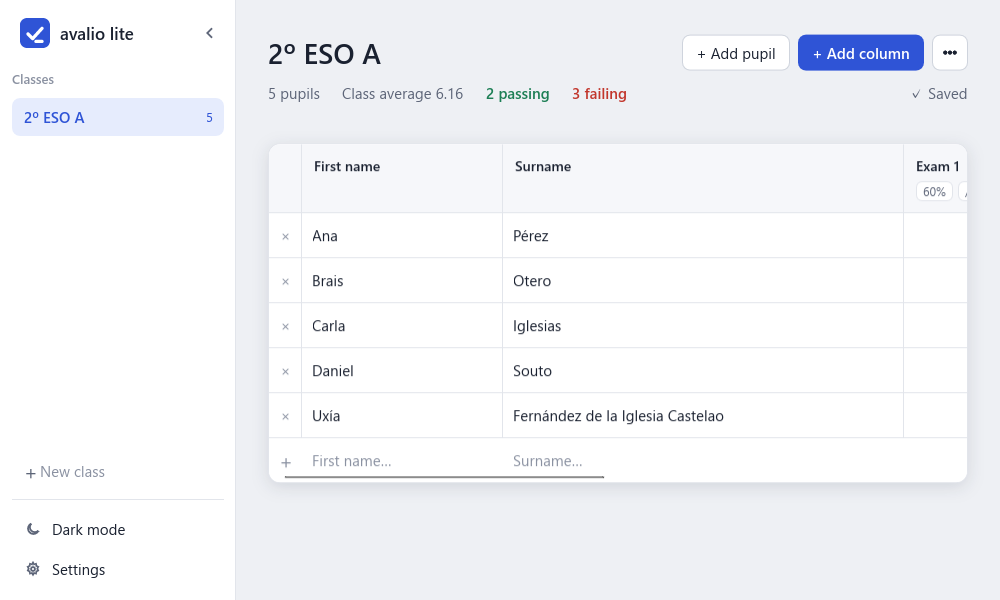 avalio lite
Classes
2º ESO A 5
+ New class
Dark mode
Settings
2º ESO A
+ Add pupil
+ Add column
5 pupils Class average 6.16 2 passing 3 failing
✓ Saved
First name Surname Exam 1
60%
× Ana Pérez
× Brais Otero
× Carla Iglesias
× Daniel Souto
× Uxía Fernández de la Iglesia Castelao
+ First name... Surname...